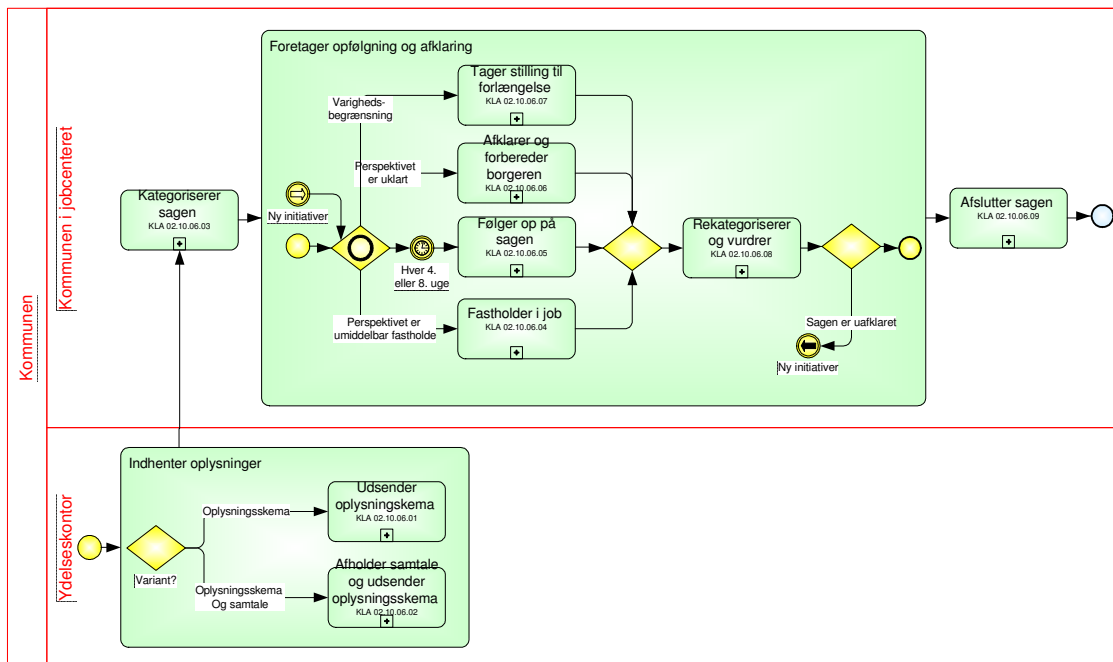 Kommunen
Kommunen i jobcenteret
Foretager opfølgning og afklaring
Tager stilling til
forlængelse
KLA 02.10.06.07
Varigheds-
begrænsning
Afklarer og
forbereder
borgeren
KLA 02.10.06.06
Perspektivet
er uklart
Kategoriserer
sagen
KLA 02.10.06.03
Ny initiativer
Følger op på
sagen
KLA 02.10.06.05
Hver 4.
eller 8. uge
Rekategoriserer
og vurdrer
KLA 02.10.06.08
Afslutter sagen
KLA 02.10.06.09
Fastholder i job
KLA 02.10.06.04
Perspektivet er
umiddelbar fastholde
Sagen er uafklaret
Ny initiativer
Ydelseskontor
Indhenter oplysninger
Udsender
oplysningskema
KLA 02.10.06.01
Oplysningsskema
Variant?
Afholder samtale
og udsender
oplysningsskema
KLA 02.10.06.02
Oplysningsskema
Og samtale